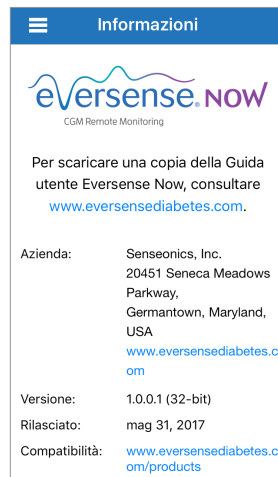 Informazioni
eversense. NOW
CGM Remote Monitoring
Per scaricare una copia della Guida
utente Eversense Now, consultare
www.eversensediabetes.com.
Azienda: Senseonics, Inc.
20451 Seneca Meadows
Parkway,
Germantown, Maryland,
USA
www.eversensediabetes.c
om
Versione: 1.0.0.1 (32-bit)
Rilasciato: mag 31, 2017
Compatibilità: www.eversensediabetes.c
om/products